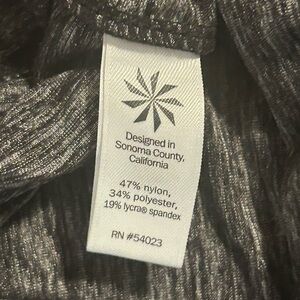 Designed in
Sonoma County,
California
47% nylon,
34% polyester,
19% lycra® spandex
RN #54023